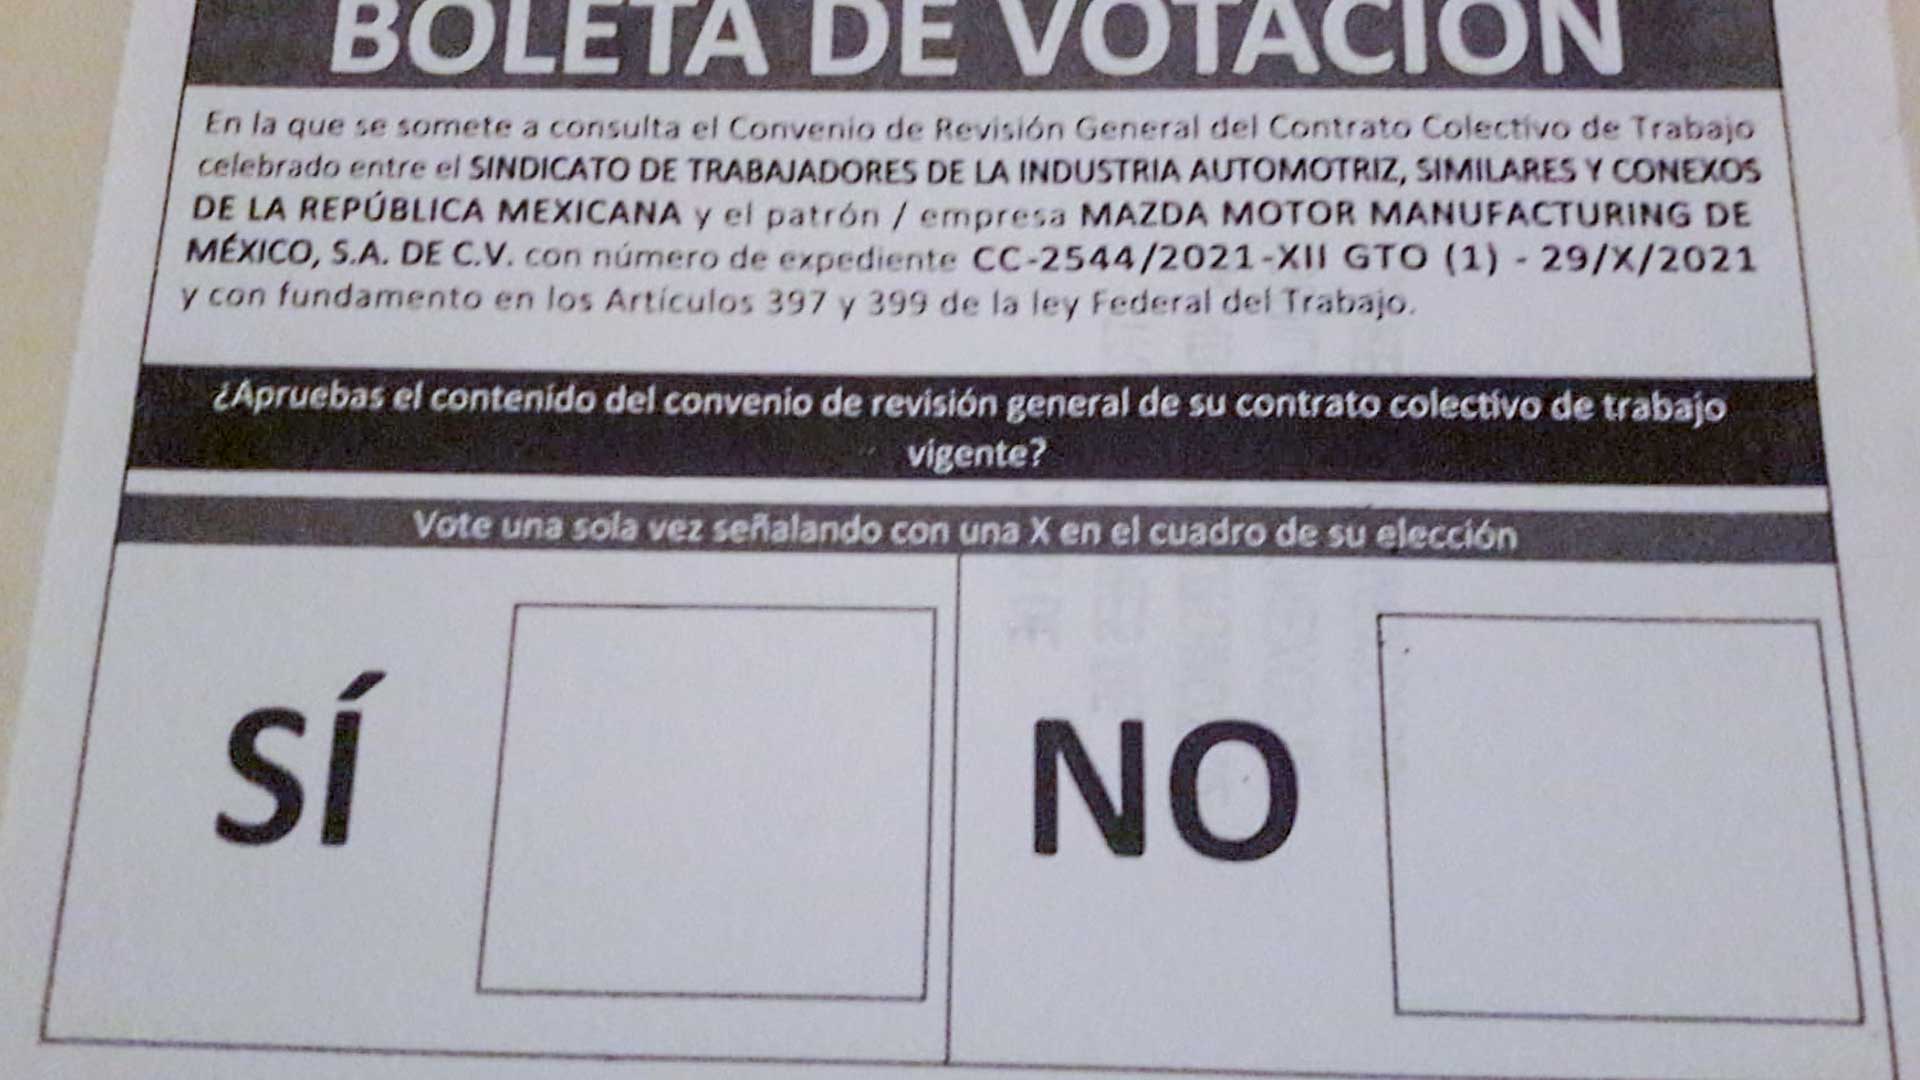 BOLETA DE VOTACIÓN
En la que se somete a consulta el Convenio de Revisión General del Contrato Colectivo de Trabajo
celebrado entre el SINDICATO DE TRABAJADORES DE LA INDUSTRIA AUTOMOTRIZ, SIMILARES Y CONEXOS
DE LA REPÚBLICA MEXICANA y el patrón / empresa MAZDA MOTOR MANUFACTURING DE
MÉXICO, S.A. DE C.V. con número de expediente CC-2544/2021-XII GTO (1) - 29/X/2021
y con fundamento en los Artículos 397 y 399 de la ley Federal del Trabajo.
¿Apruebas el contenido del convenio de revisión general de su contrato colectivo de trabajo
vigente?
Vote una sola vez señalando con una X en el cuadro de su elección
SÍ NO